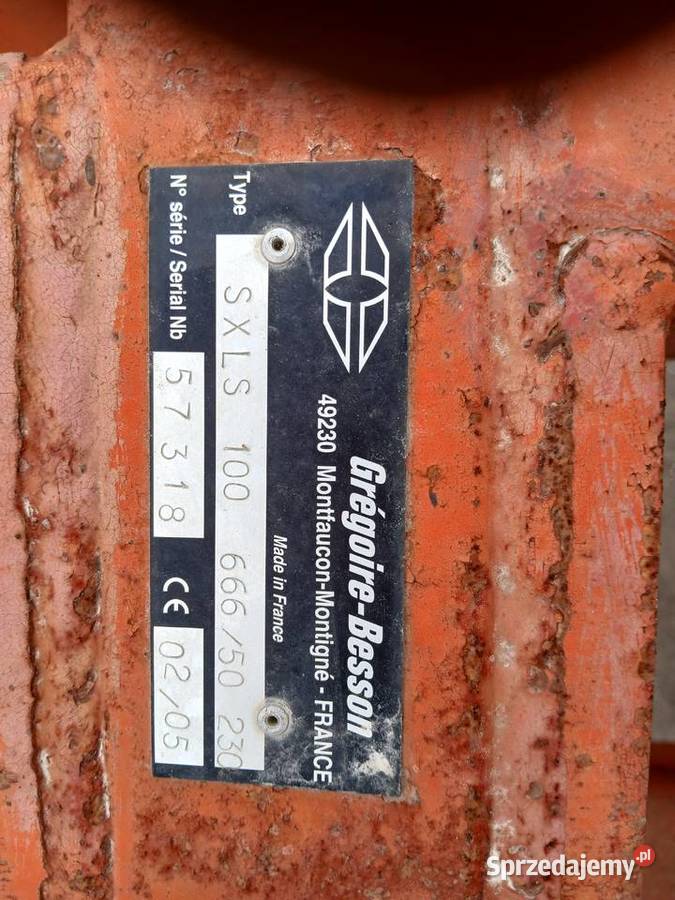 Grégoire-Besson
49230 Montfaucon-Montigné - FRANCE
Made in France
Type SXLS 100 666/50 230
N° série / Serial Nb 57318 CE 02/05
Sprzedajemy.pl